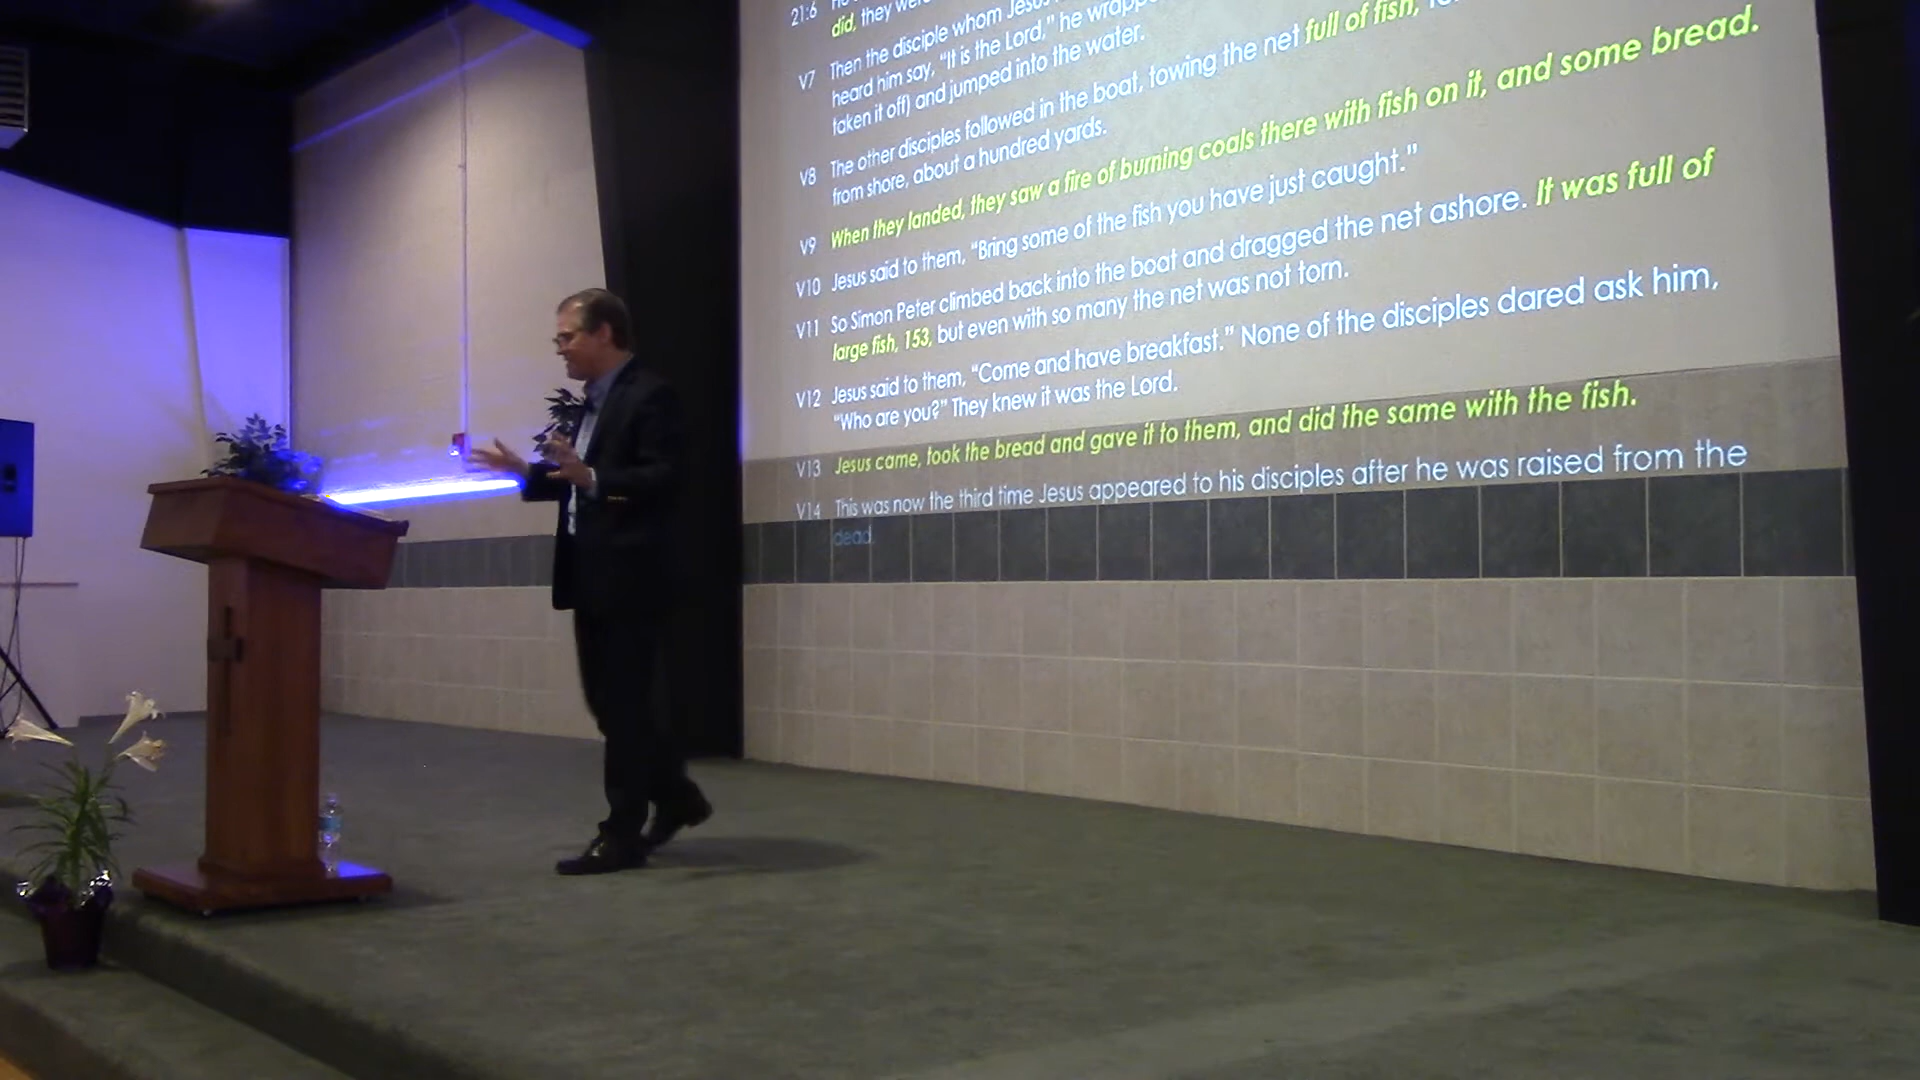 21:6
did, they were
V7 Then the disciple whom Jesus
heard him say, "It is the Lord," he wrapped
taken it off) and jumped into the water.
V8 The other disciples followed in the boat, towing the net full of fish,
from shore, about a hundred yards.
V9 When they landed, they saw a fire of burning coals there with fish on it, and some bread.
V10 Jesus said to them, "Bring some of the fish you have just caught."
V11 So Simon Peter climbed back into the boat and dragged the net ashore. It was full of
large fish, 153, but even with so many the net was not torn.
V12 Jesus said to them, "Come and have breakfast." None of the disciples dared ask him,
"Who are you?" They knew it was the Lord.
V13 Jesus came, took the bread and gave it to them, and did the same with the fish.
V14 This was now the third time Jesus appeared to his disciples after he was raised from the
dead.